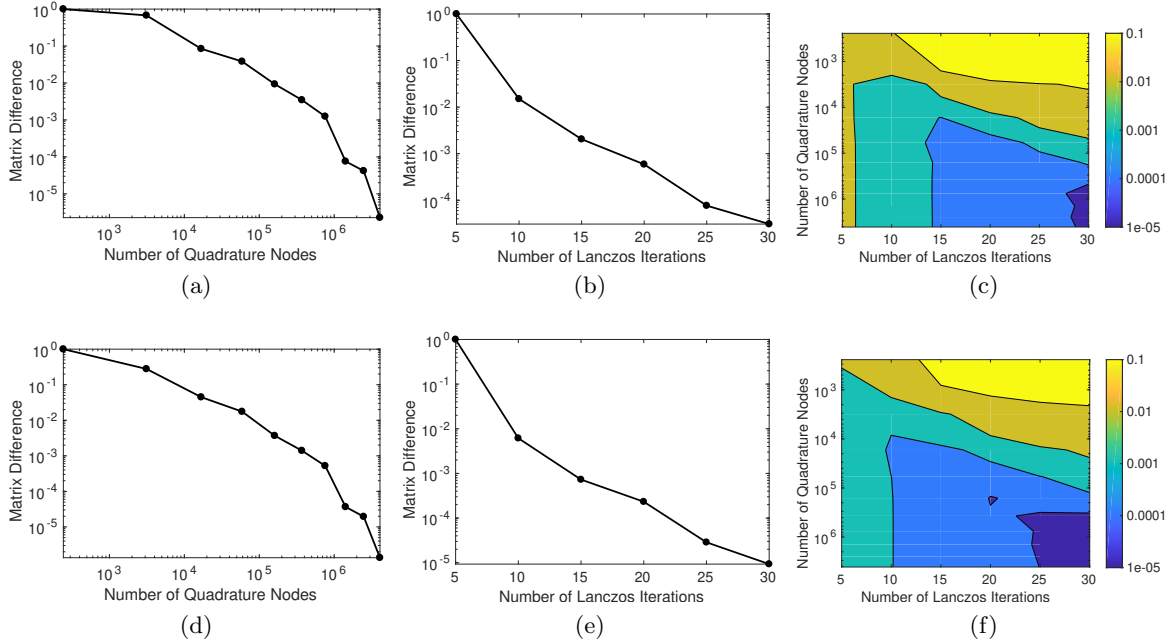 10^0
10^-1
10^-2
10^-3
10^-4
10^-5
Matrix Difference
10^3 10^4 10^5 10^6
Number of Quadrature Nodes
(a)
10^0
10^-1
10^-2
10^-3
10^-4
Matrix Difference
5 10 15 20 25 30
Number of Lanczos Iterations
(b)
10^3
10^4
10^5
10^6
Number of Quadrature Nodes
5 10 15 20 25 30
Number of Lanczos Iterations
0.1
0.01
0.001
0.0001
1e-05
(c)
10^0
10^-1
10^-2
10^-3
10^-4
10^-5
Matrix Difference
10^3 10^4 10^5 10^6
Number of Quadrature Nodes
(d)
10^0
10^-1
10^-2
10^-3
10^-4
10^-5
Matrix Difference
5 10 15 20 25 30
Number of Lanczos Iterations
(e)
10^3
10^4
10^5
10^6
Number of Quadrature Nodes
5 10 15 20 25 30
Number of Lanczos Iterations
0.1
0.01
0.001
0.0001
1e-05
(f)